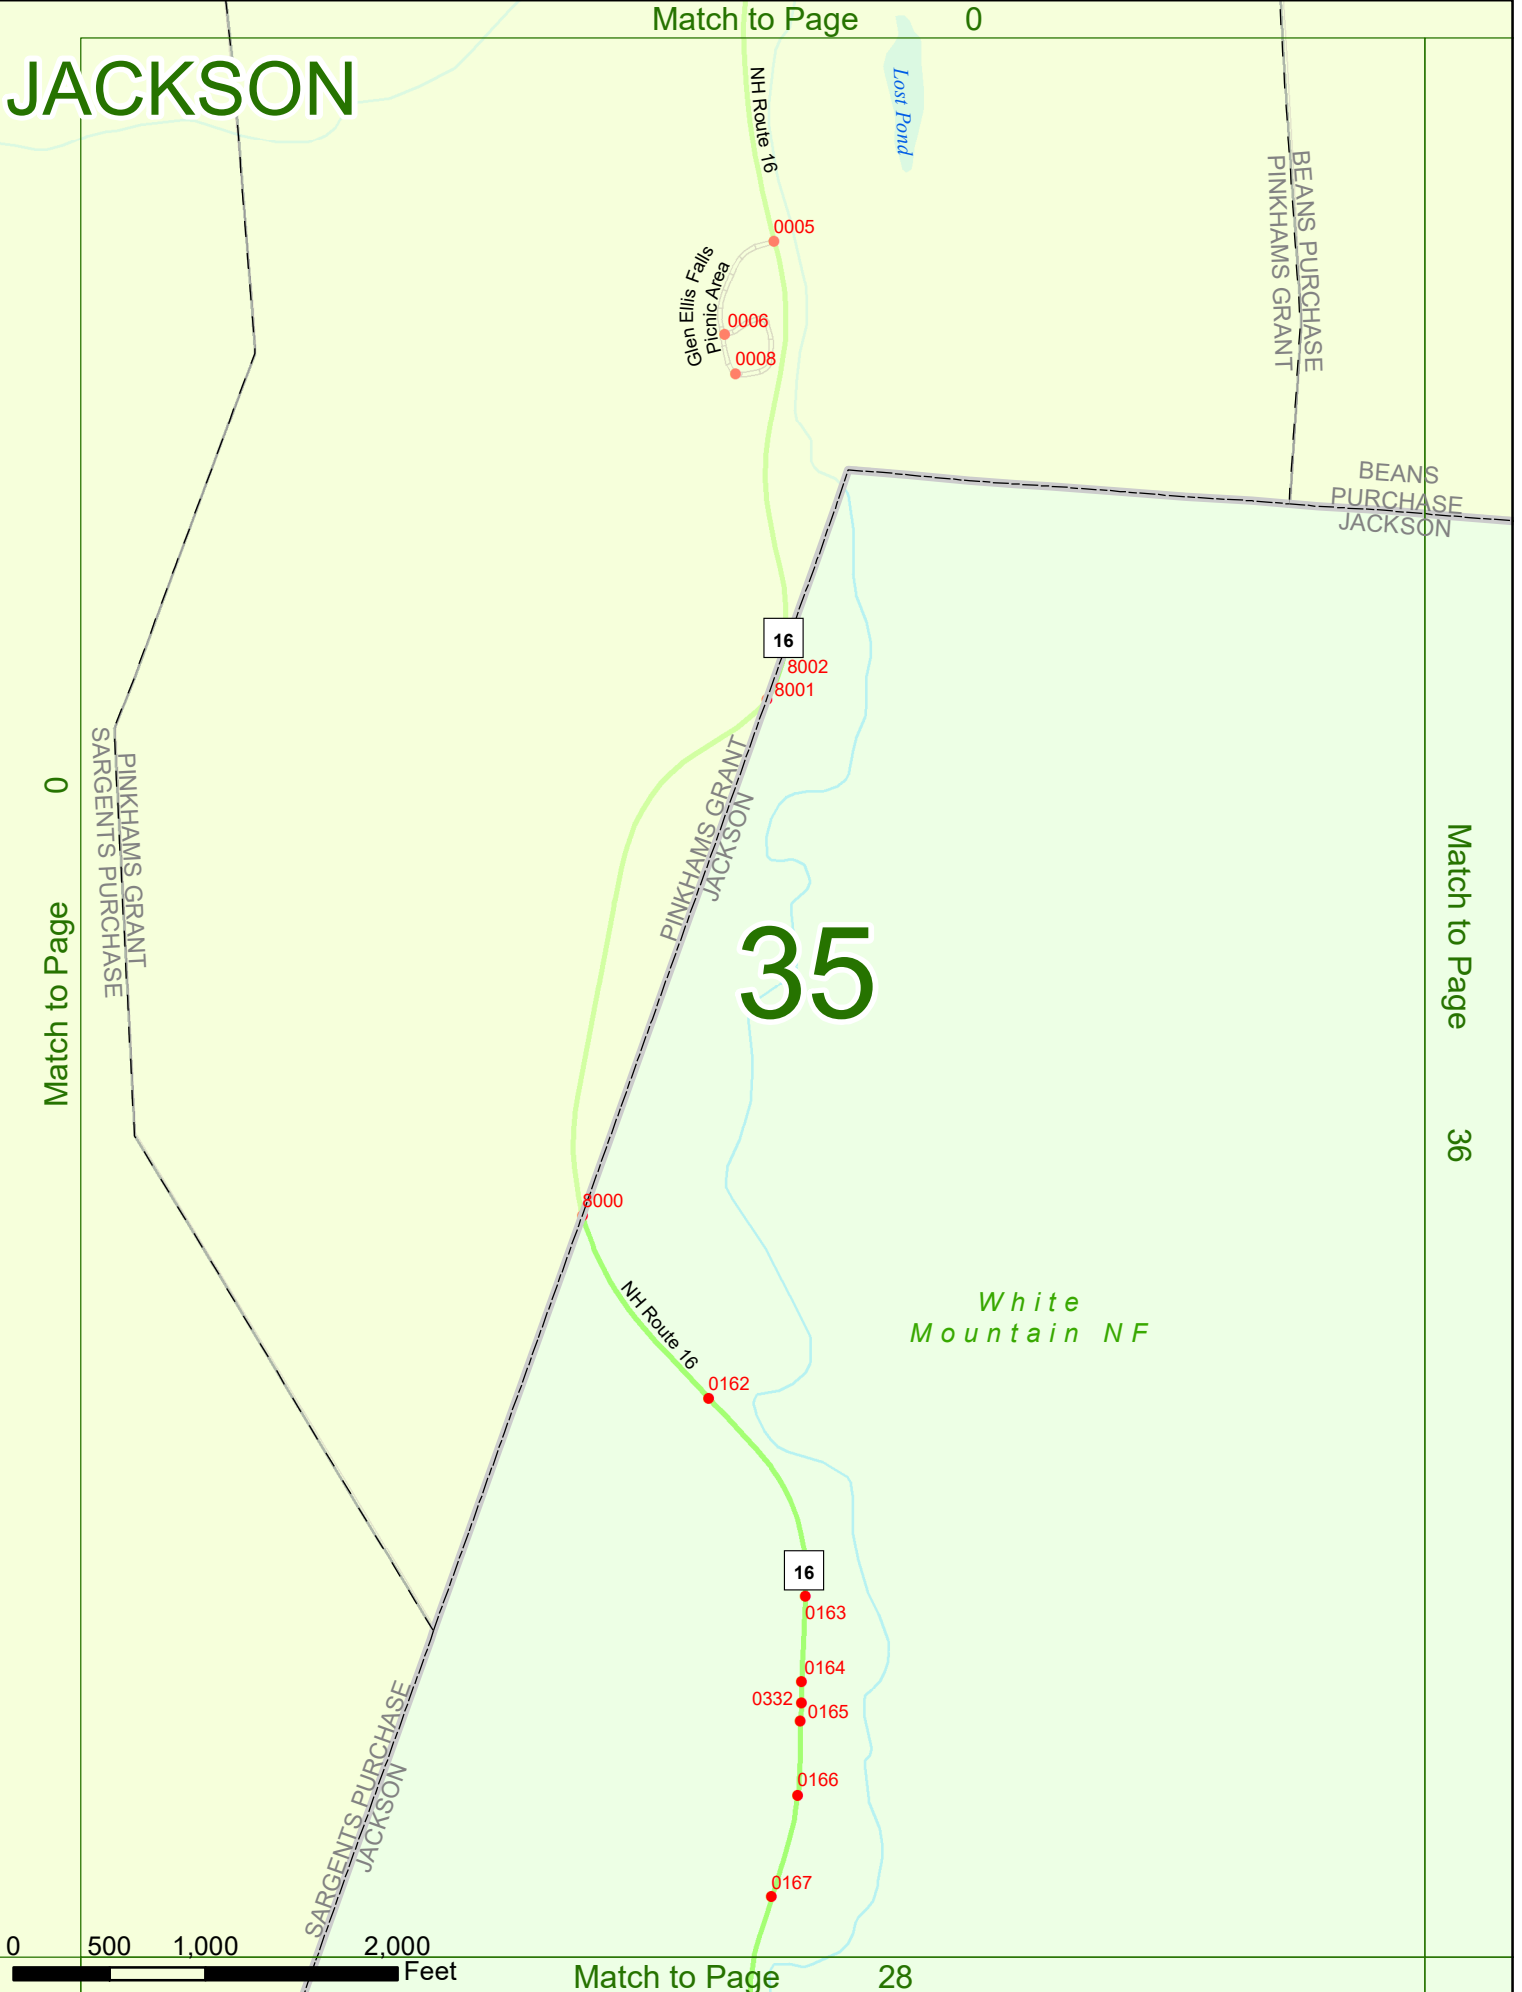 Match to Page 0
JACKSON
NH Route 16
Lost Pond
BEANS PURCHASE
PINKHAMS GRANT
0005
Glen Ellis Falls
Picnic Area
0006
0008
BEANS
PURCHASE
JACKSON
16
8002
8001
PINKHAMS GRANT
SARGENTS PURCHASE
Match to Page 0
PINKHAMS GRANT
JACKSON
35
Match to Page 36
8000
NH Route 16
White
Mountain NF
0162
16
0163
0164
0332
0165
0166
0167
SARGENTS PURCHASE
JACKSON
0 500 1,000 2,000
Feet
Match to Page 28